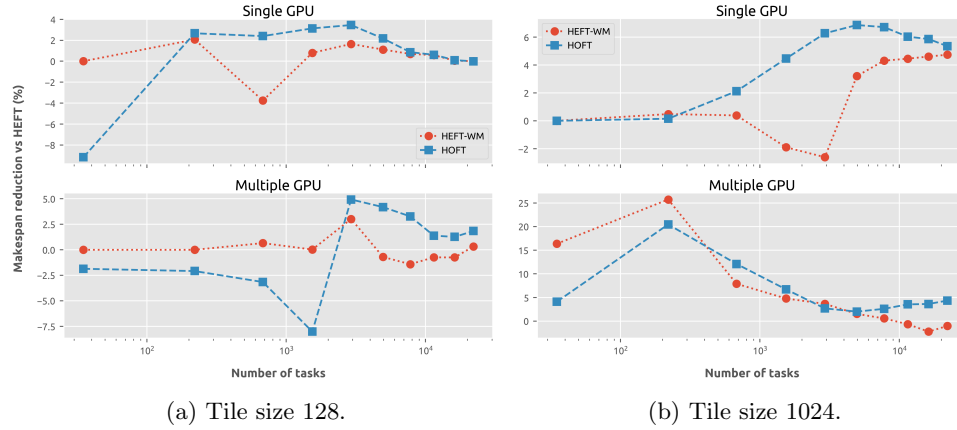 Single GPU
4
2
0
−2
−4
−6
−8
HEFT-WM
HOFT
Multiple GPU
5.0
2.5
0.0
−2.5
−5.0
−7.5
10²
10³
10⁴
Makespan reduction vs HEFT (%)
Number of tasks
(a) Tile size 128.
Single GPU
HEFT-WM
HOFT
6
4
2
0
−2
Multiple GPU
25
20
15
10
5
0
10²
10³
10⁴
Number of tasks
(b) Tile size 1024.